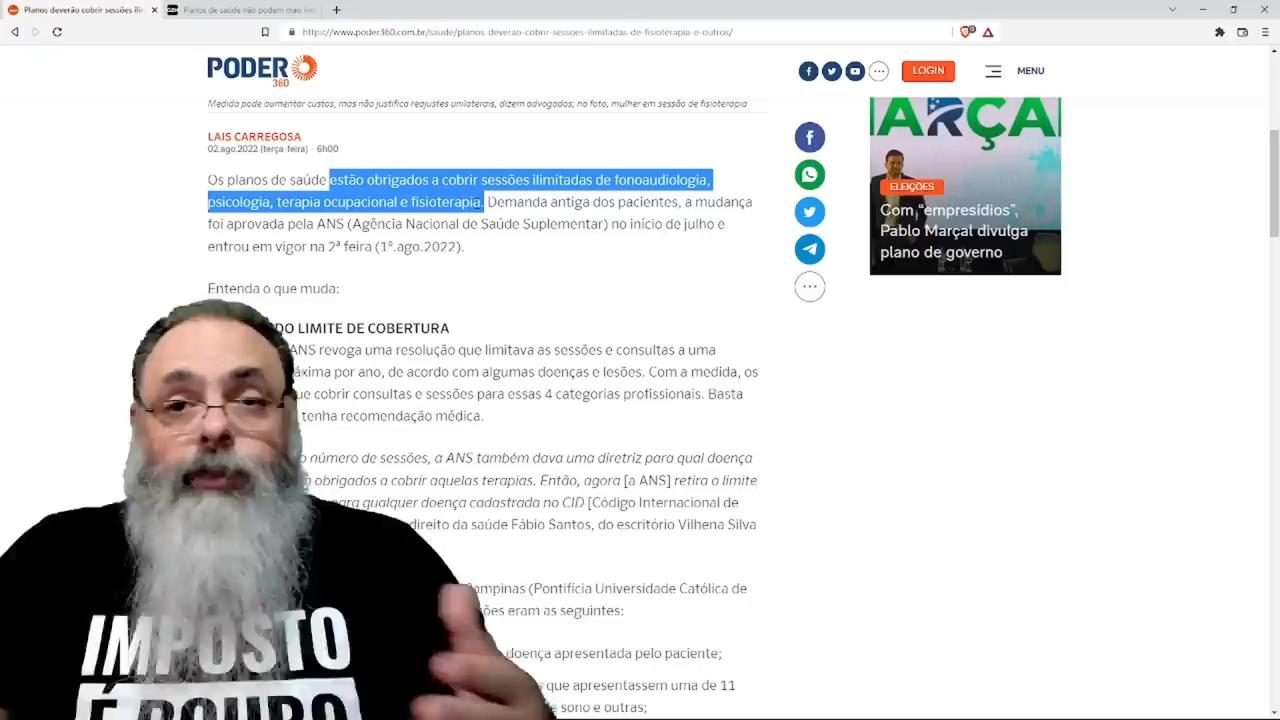 Planos deverão cobrir sessões ili
Planos de saúde não podem mais lim
https://www.poder360.com.br/saude/planos-deverao-cobrir-sessoes-ilimitadas-de-fisioterapia-e-outros/
PODER
360
LOGIN
MENU
Medida pode aumentar custos, mas não justifica reajustes unilaterais, dizem advogados; na foto, mulher em sessão de fisioterapia
LAIS CARREGOSA
02.ago.2022 (terça-feira) - 6h00
Os planos de saúde estão obrigados a cobrir sessões ilimitadas de fonoaudiologia,
psicologia, terapia ocupacional e fisioterapia. Demanda antiga dos pacientes, a mudança
foi aprovada pela ANS (Agência Nacional de Saúde Suplementar) no início de julho e
entrou em vigor na 2ª feira (1º.ago.2022).
Entenda o que muda:
DO LIMITE DE COBERTURA
ANS revoga uma resolução que limitava as sessões e consultas a uma
áxima por ano, de acordo com algumas doenças e lesões. Com a medida, os
ue cobrir consultas e sessões para essas 4 categorias profissionais. Basta
tenha recomendação médica.
o número de sessões, a ANS também dava uma diretriz para qual doença
obrigados a cobrir aquelas terapias. Então, agora [a ANS] retira o limite
para qualquer doença cadastrada no CID [Código Internacional de
direito da saúde Fábio Santos, do escritório Vilhena Silva
ampinas (Pontifícia Universidade Católica de
ões eram as seguintes:
doença apresentada pelo paciente;
que apresentassem uma de 11
de sono e outras;
ARÇA
ELEIÇÕES
Com “empresídios”,
Pablo Marçal divulga
plano de governo
IMPOSTO
É ROUBO